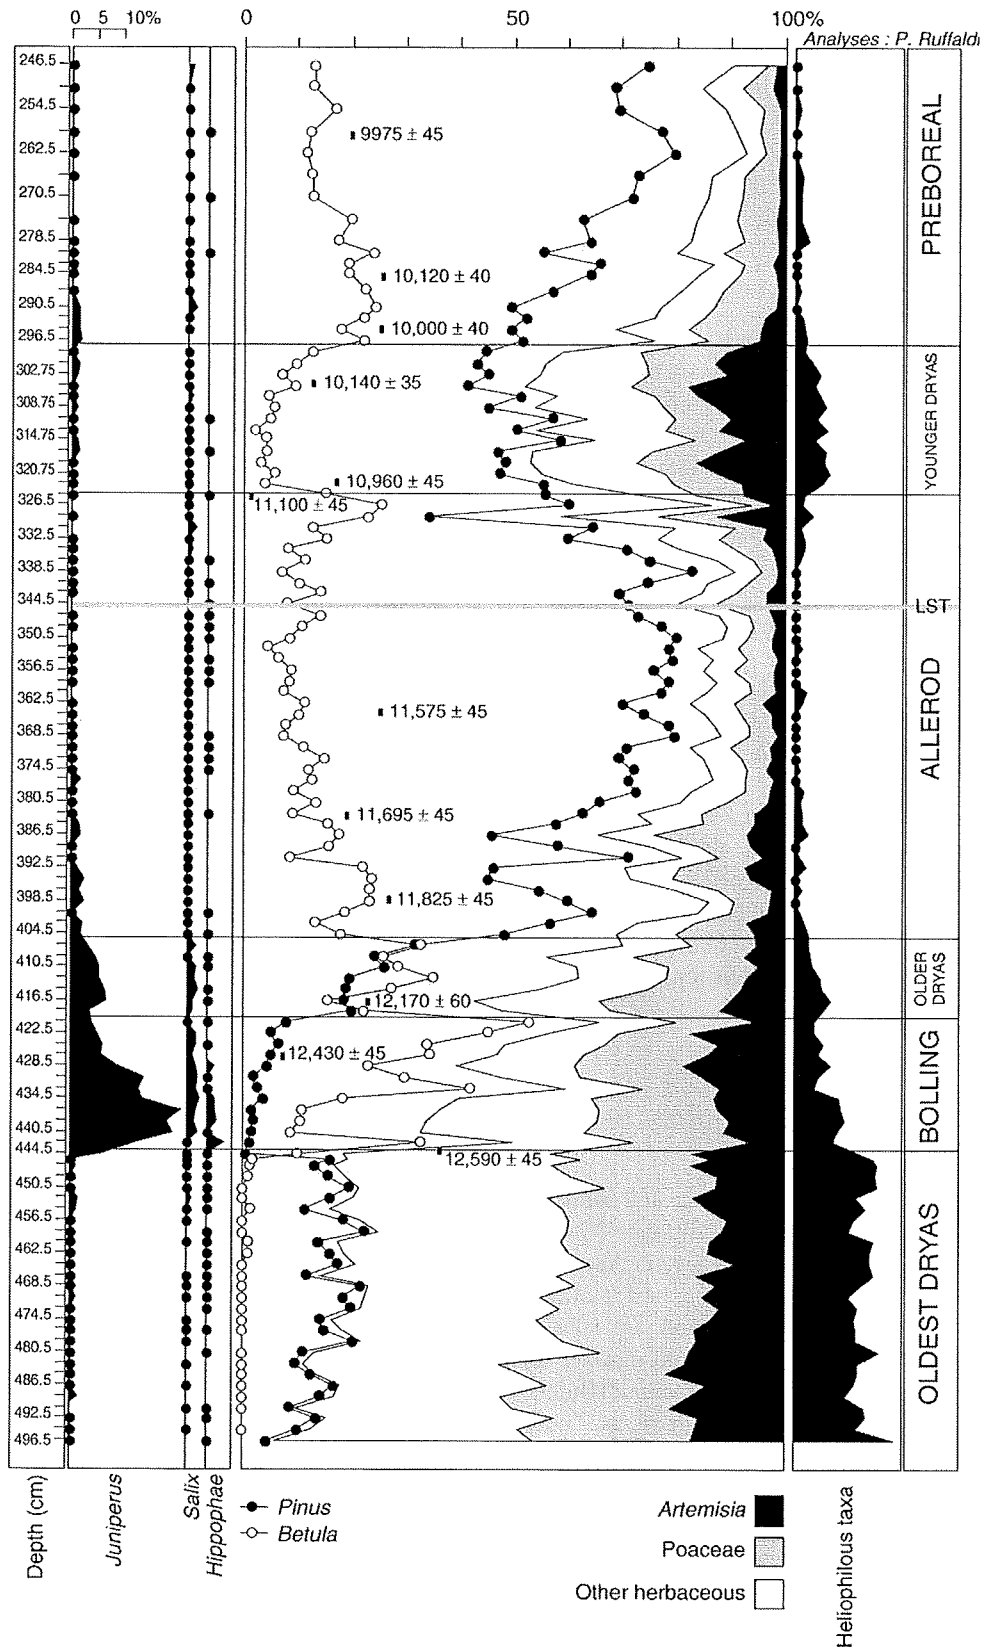 0 5 10%
0 50 100%
Analyses : P. Ruffaldi
246.5
254.5
262.5
270.5
278.5
284.5
290.5
296.5
302.75
308.75
314.75
320.75
326.5
332.5
338.5
344.5
350.5
356.5
362.5
368.5
374.5
380.5
386.5
392.5
398.5
404.5
410.5
416.5
422.5
428.5
434.5
440.5
444.5
450.5
456.5
462.5
468.5
474.5
480.5
486.5
492.5
496.5
9975 ± 45
10,120 ± 40
10,000 ± 40
10,140 ± 35
10,960 ± 45
11,100 ± 45
11,575 ± 45
11,695 ± 45
11,825 ± 45
12,170 ± 60
12,430 ± 45
12,590 ± 45
PREBOREAL
YOUNGER DRYAS
LST
ALLEROD
OLDER
DRYAS
BOLLING
OLDEST DRYAS
Depth (cm)
Juniperus
Salix
Hippophae
Pinus
Betula
Artemisia
Poaceae
Other herbaceous
Heliophilous taxa